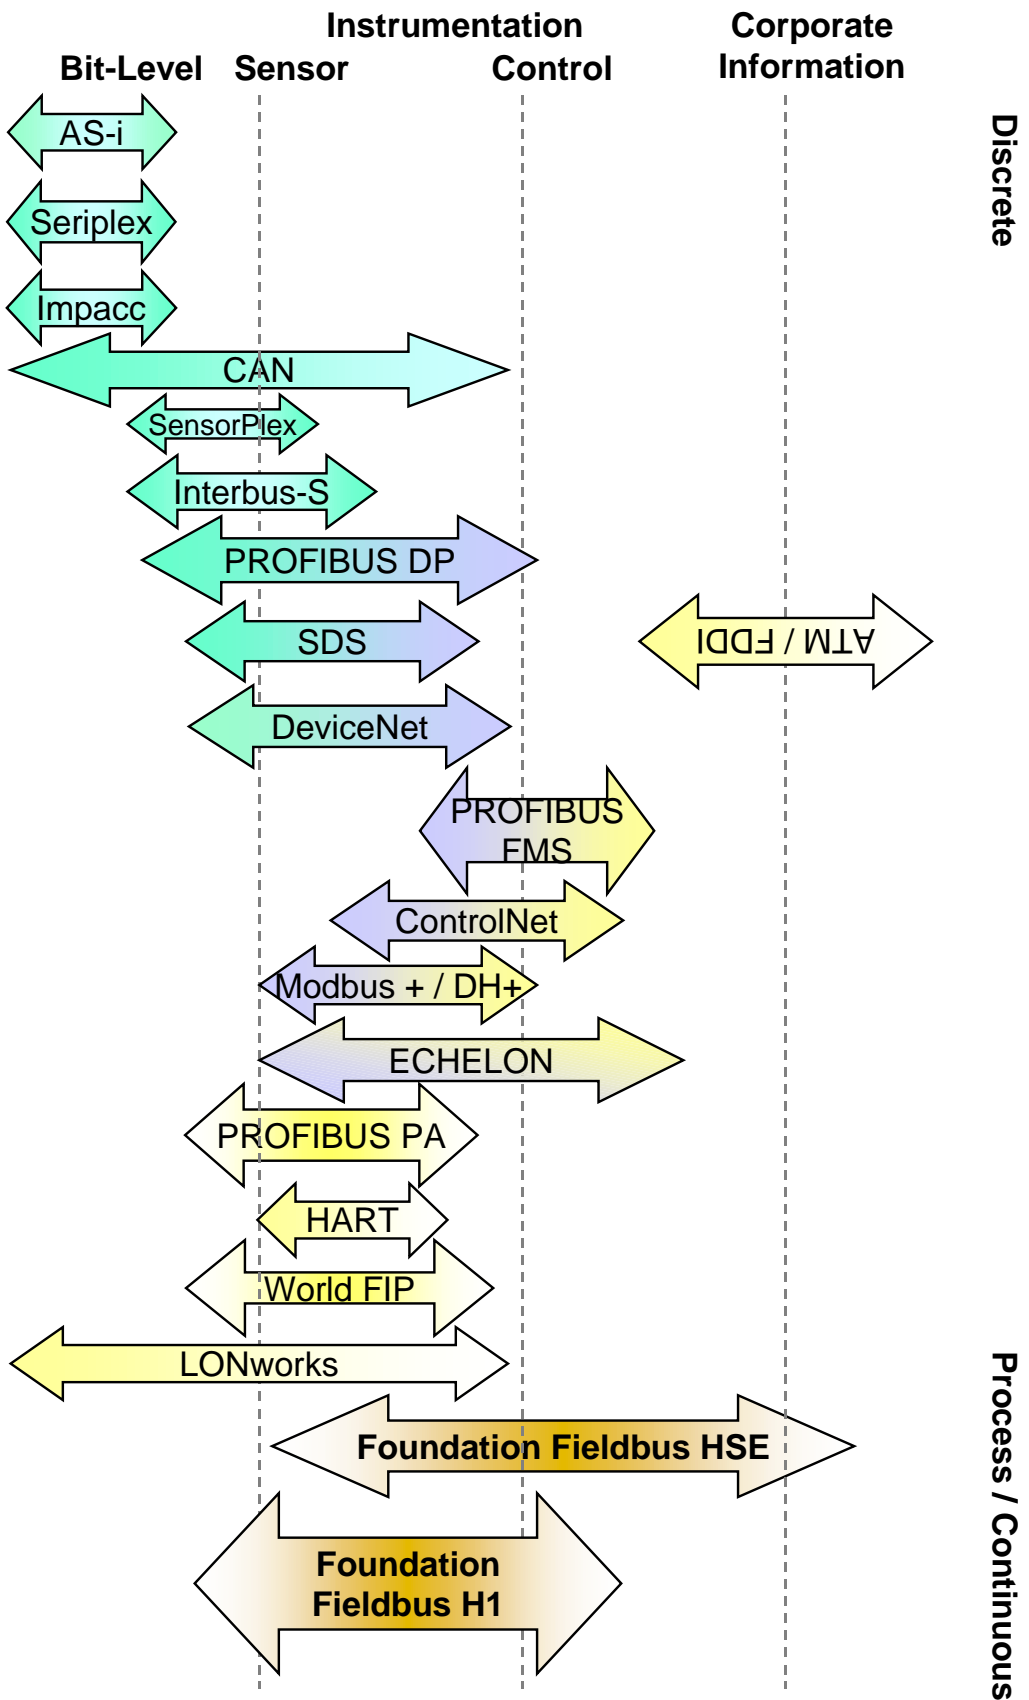 Instrumentation
Corporate
Information
Bit-Level
Sensor
Control
Discrete
AS-i
Seriplex
Impacc
CAN
SensorPlex
Interbus-S
PROFIBUS DP
SDS
ATM / FDDI
DeviceNet
PROFIBUS
FMS
ControlNet
Modbus + / DH+
ECHELON
PROFIBUS PA
HART
World FIP
LONworks
Foundation Fieldbus HSE
Foundation
Fieldbus H1
Process / Continuous